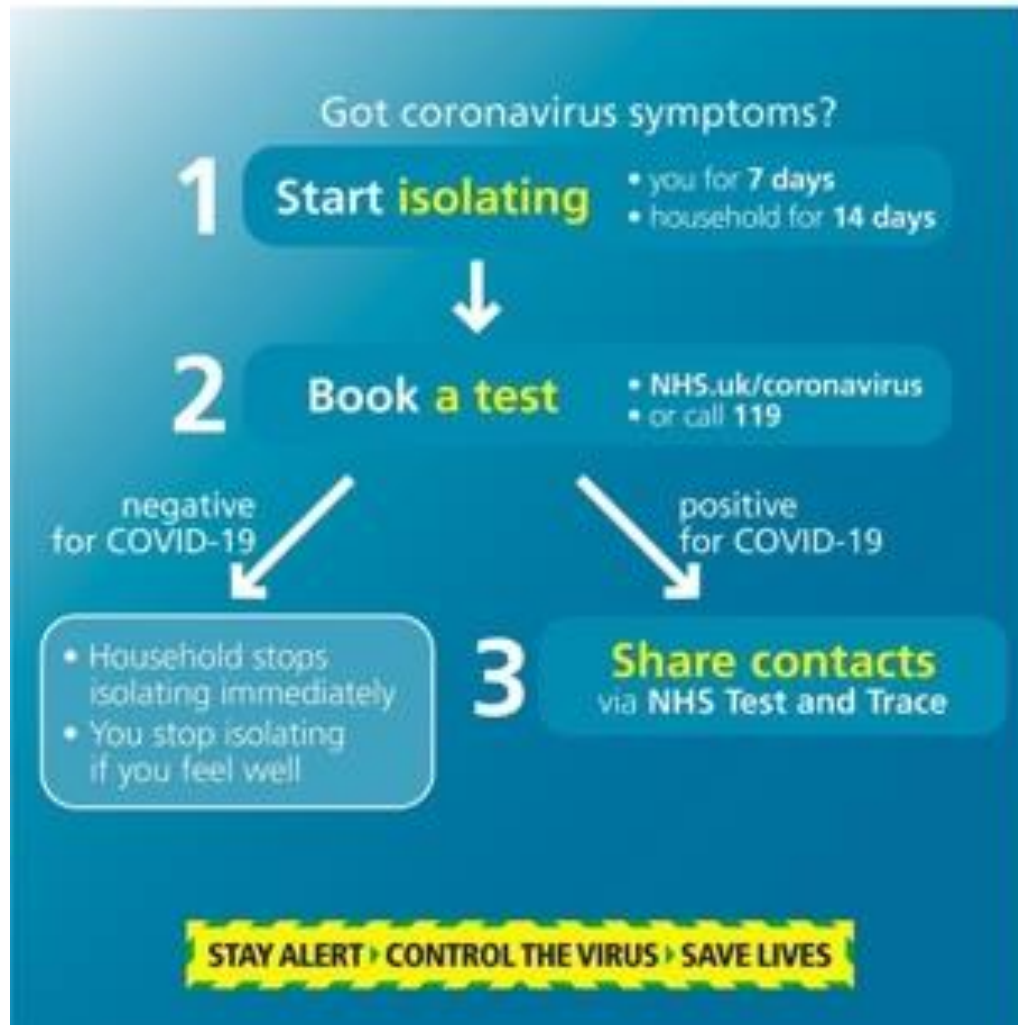 Got coronavirus symptoms?
1
Start isolating
• you for 7 days
• household for 14 days
2
Book a test
• NHS.uk/coronavirus
• or call 119
negative
for COVID-19
positive
for COVID-19
• Household stops
isolating immediately
• You stop isolating
if you feel well
3
Share contacts
via NHS Test and Trace
STAY ALERT CONTROL THE VIRUS SAVE LIVES